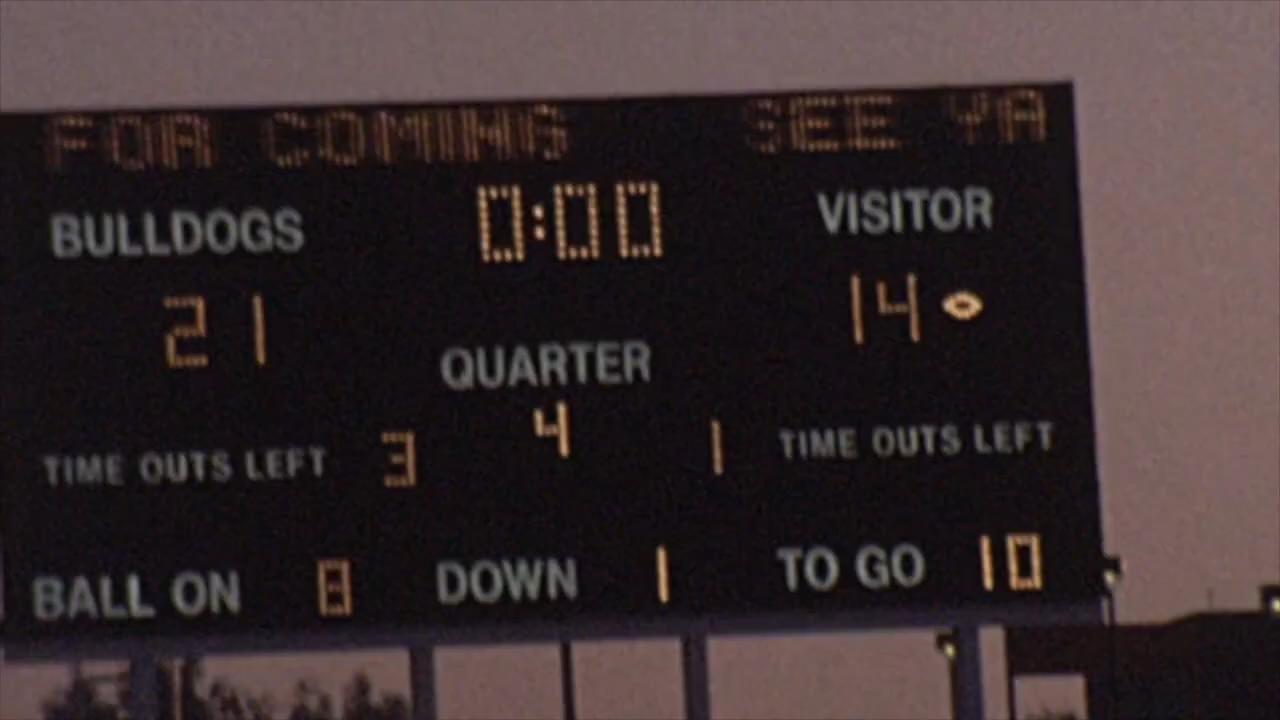 FOR COMING SEE YA
BULLDOGS 0:00 VISITOR
21 14
QUARTER
4
TIME OUTS LEFT 3 1 TIME OUTS LEFT
BALL ON 8 DOWN 1 TO GO 10